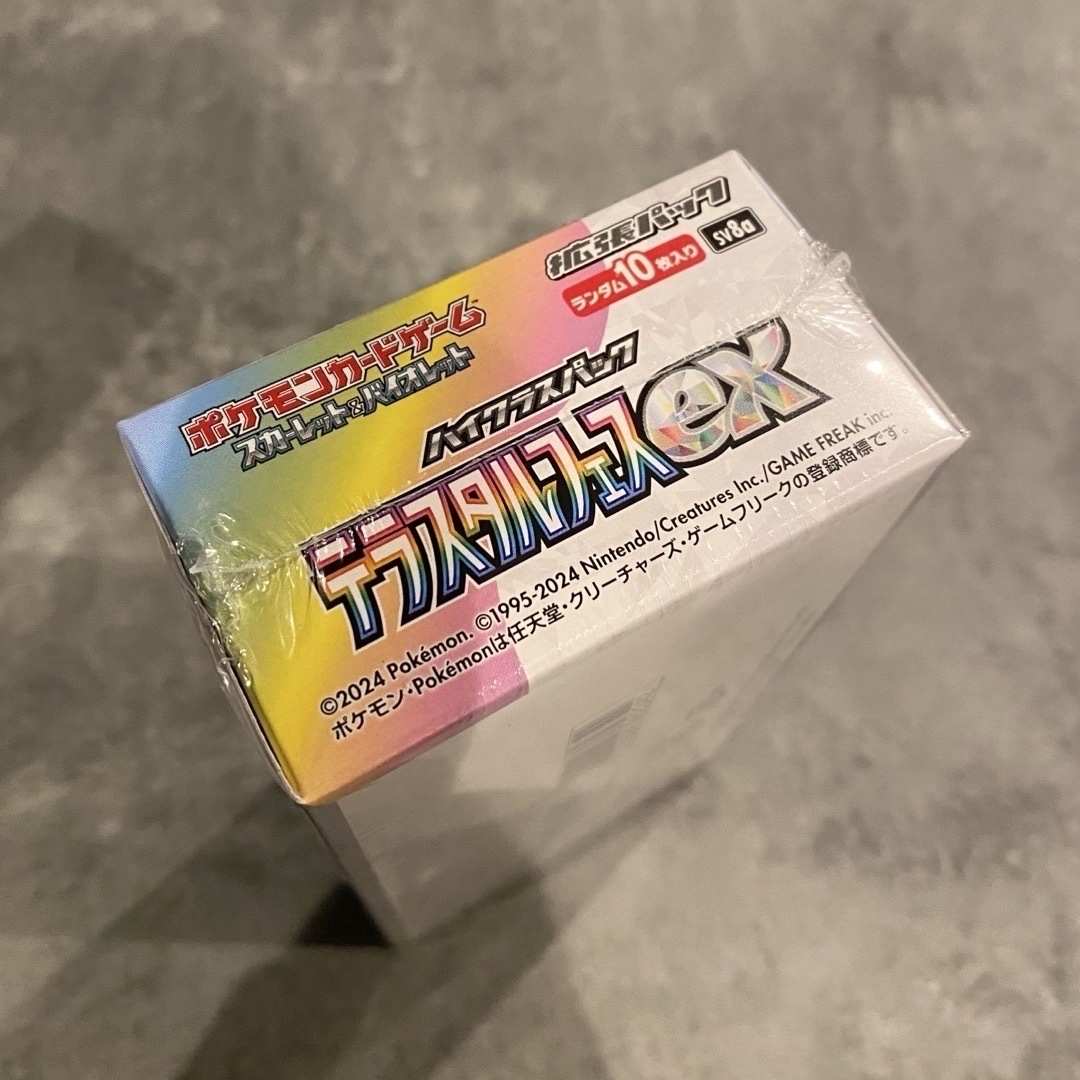 ポケモンカードゲーム™
スカーレット&バイオレット
拡張パック
ランダム10枚入り
sv8a
ハイクラスパック
テラスタルフェスex
©2024 Pokémon. ©1995-2024 Nintendo/Creatures Inc./GAME FREAK inc.
ポケモン・Pokémonは任天堂・クリーチャーズ・ゲームフリークの登録商標です。